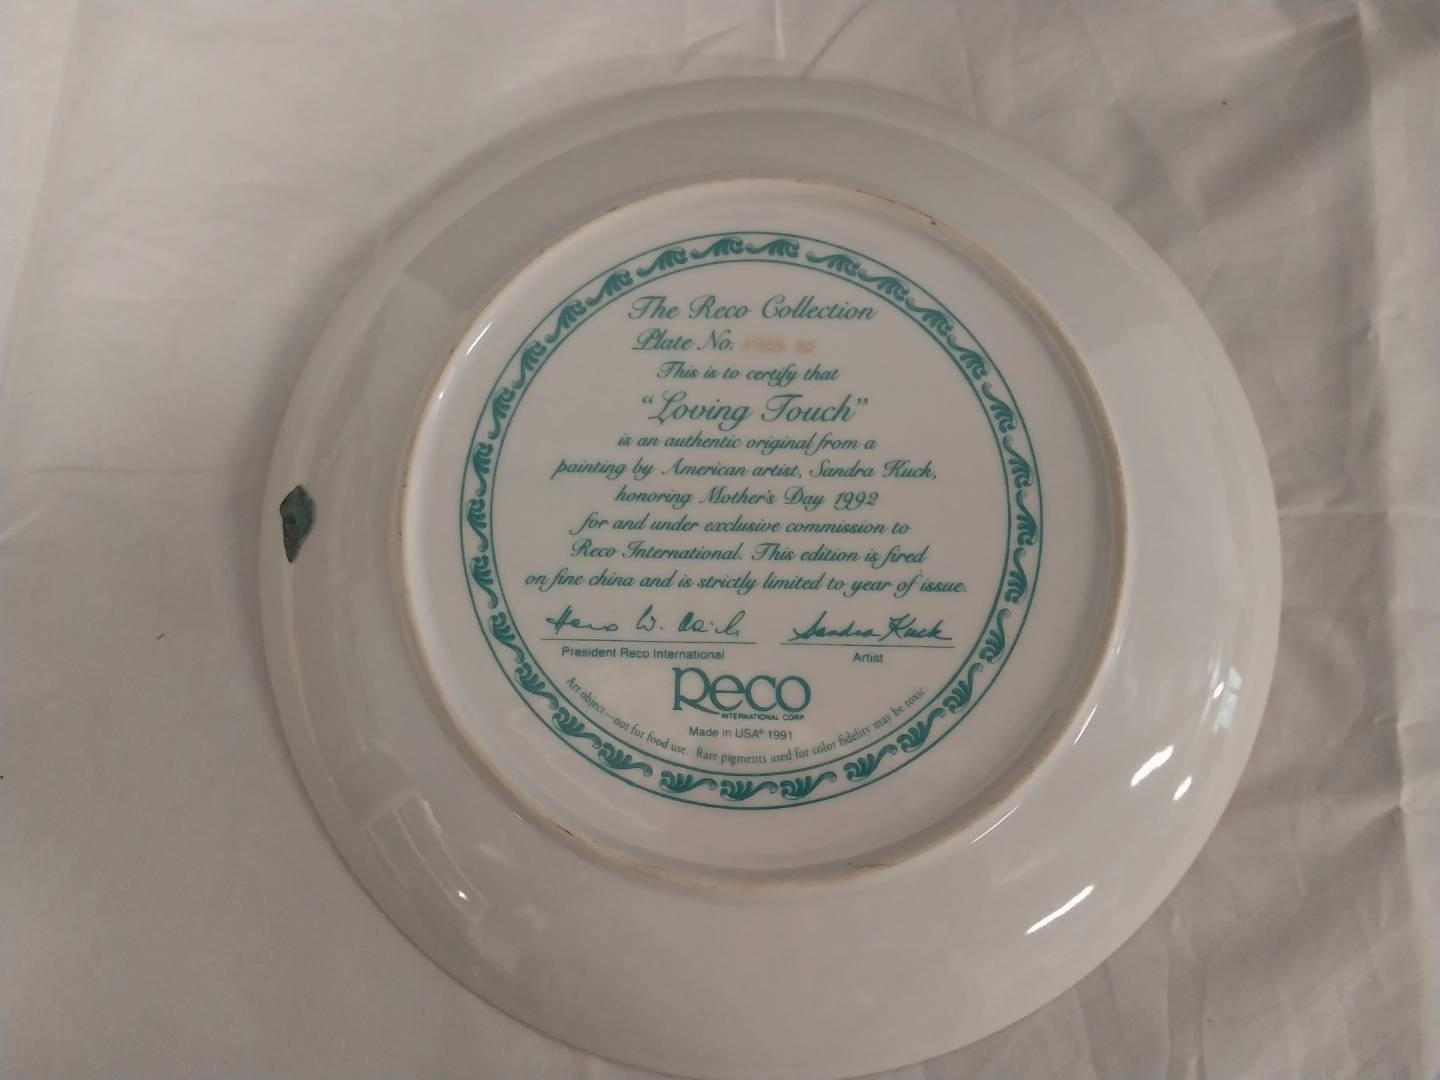 The Reco Collection
Plate No.
This is to certify that
"Loving Touch"
is an authentic original from a
painting by American artist, Sandra Kuck,
honoring Mother's Day 1992
for and under exclusive commission to
Reco International. This edition is fired
on fine china and is strictly limited to year of issue.
Sandra Kuck
President Reco International
Artist
Reco
INTERNATIONAL CORP.
Made in USA® 1991
Art object—not for food use. Rare pigments used for color fidelity may be toxic.